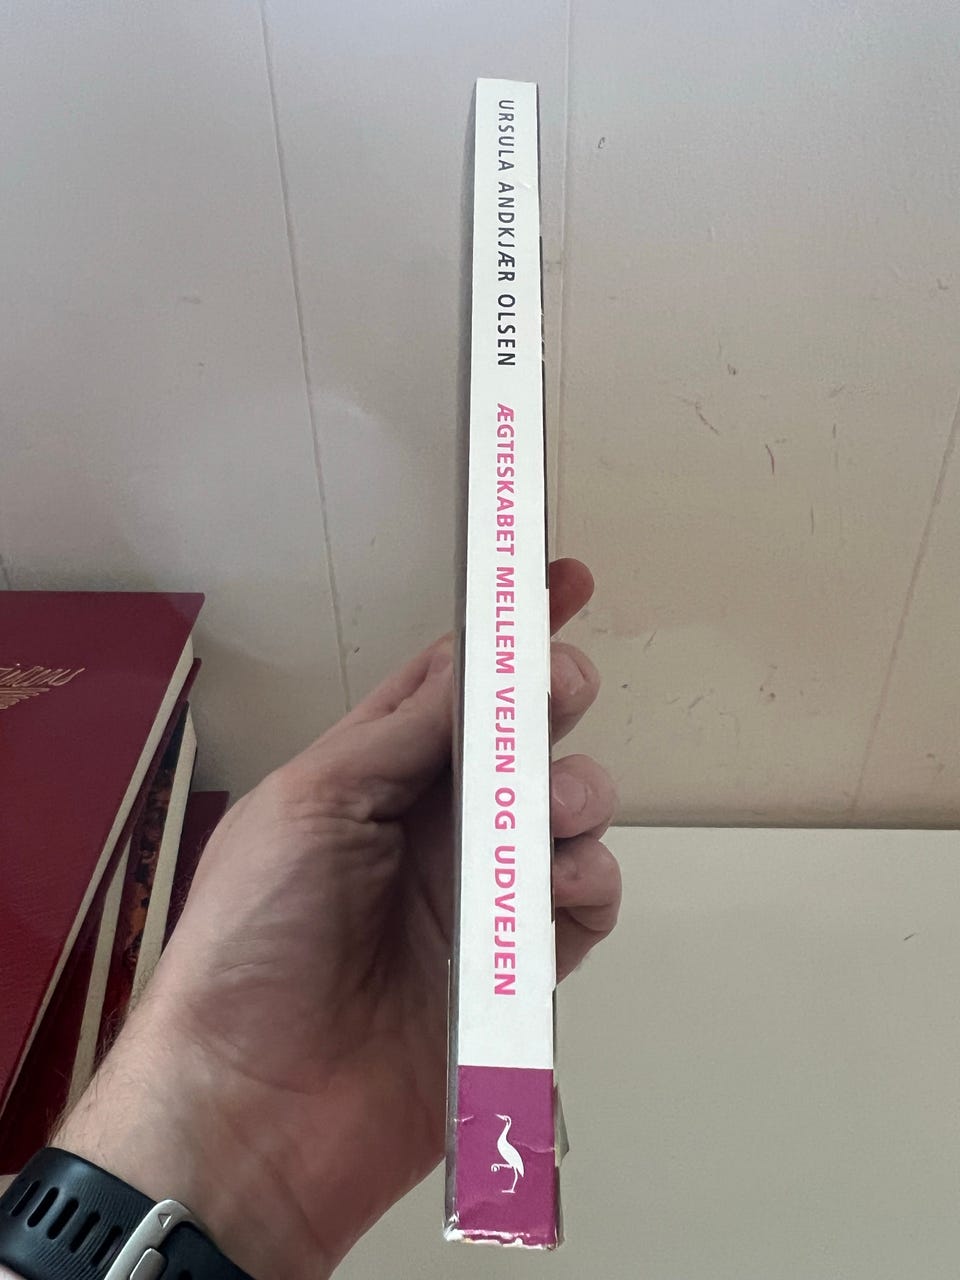 URSULA ANDKJÆR OLSEN
ÆGTESKABET MELLEM VEJEN OG UDVEJEN